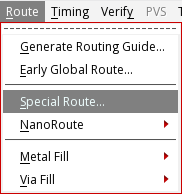 Route Timing Verify PVS
Generate Routing Guide...
Early Global Route...
Special Route...
NanoRoute
Metal Fill
Via Fill